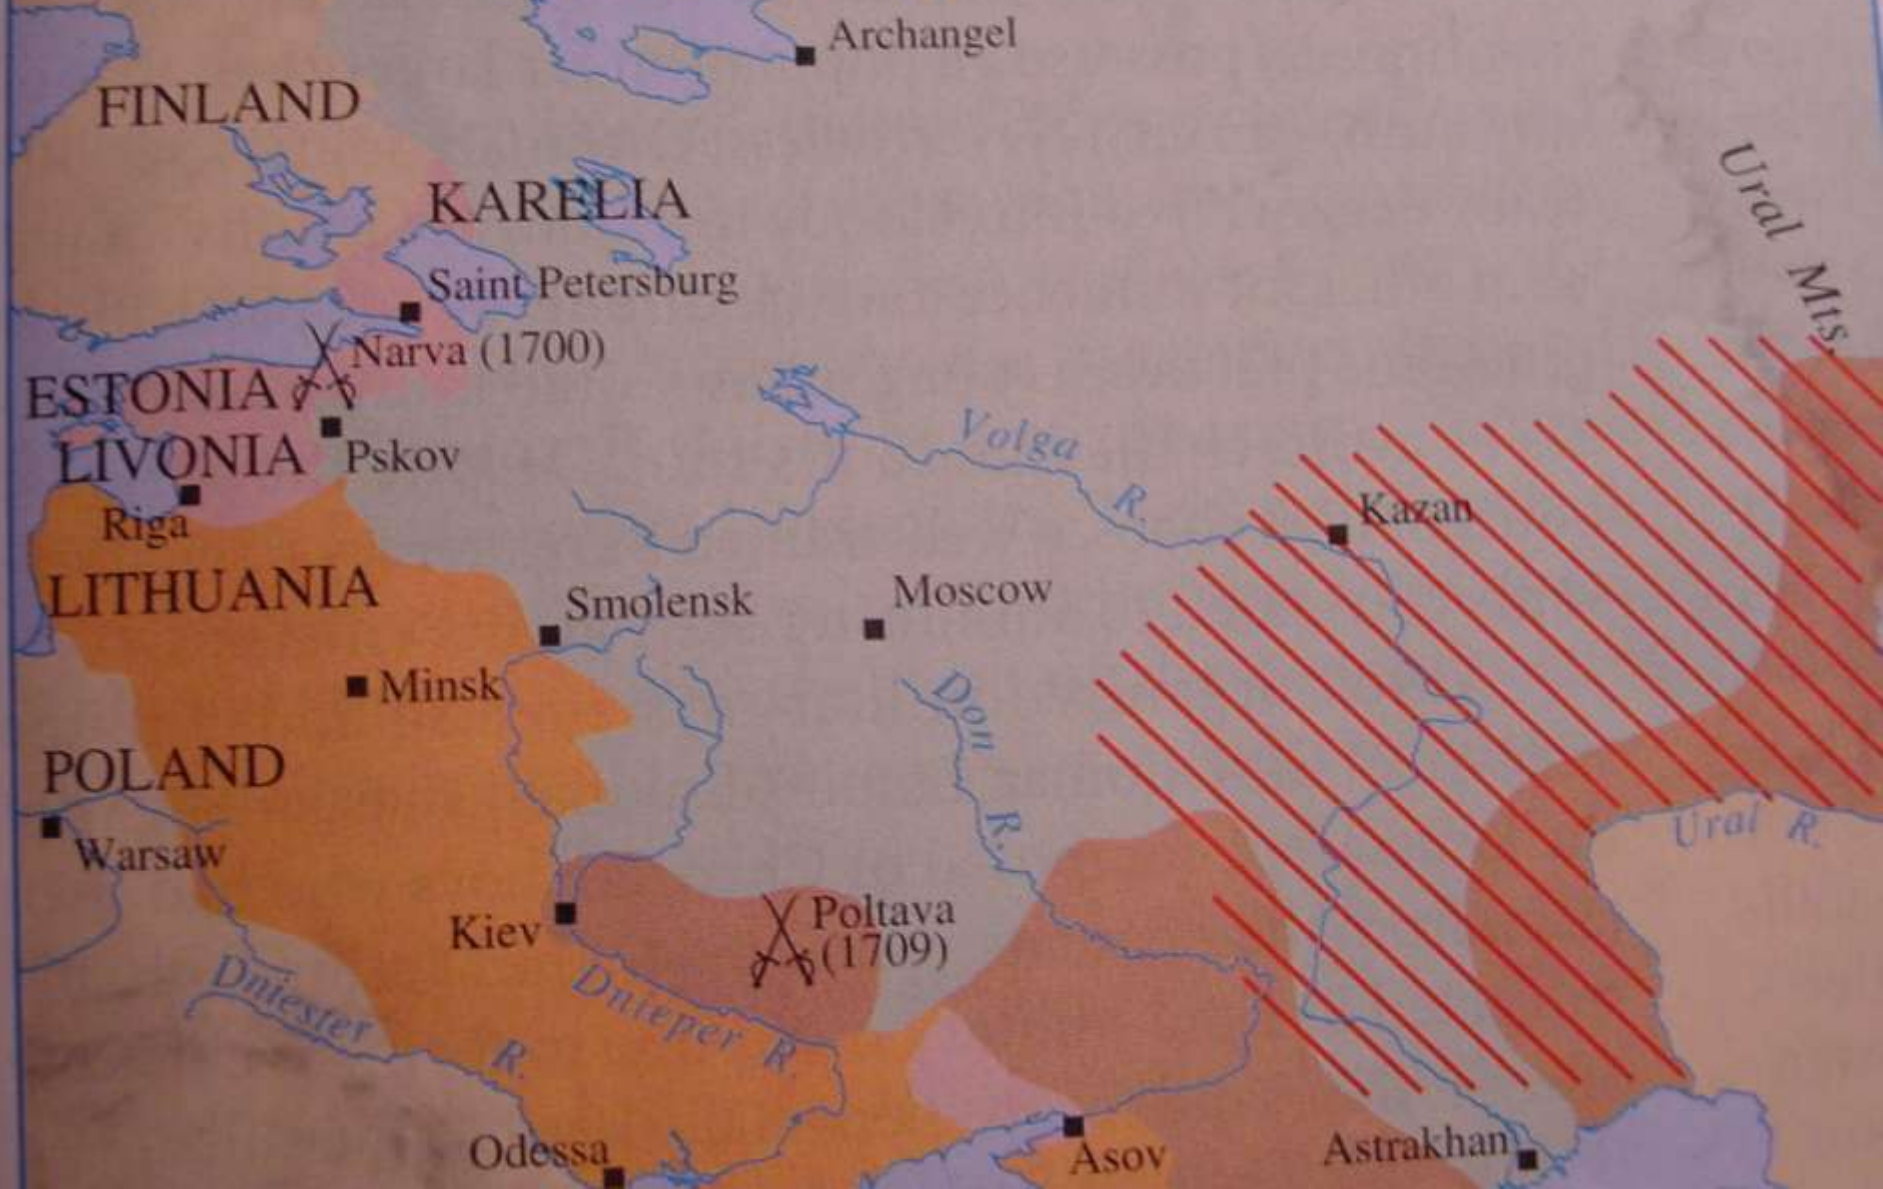 Archangel
FINLAND
Ural Mts.
KARELIA
Saint Petersburg
Narva (1700)
ESTONIA
LIVONIA
Pskov
Volga R.
Kazan
Riga
LITHUANIA
Smolensk
Moscow
Minsk
Don R.
POLAND
Warsaw
Ural R.
Kiev
Poltava
(1709)
Dniester R.
Dnieper R.
Odessa
Asov
Astrakhan